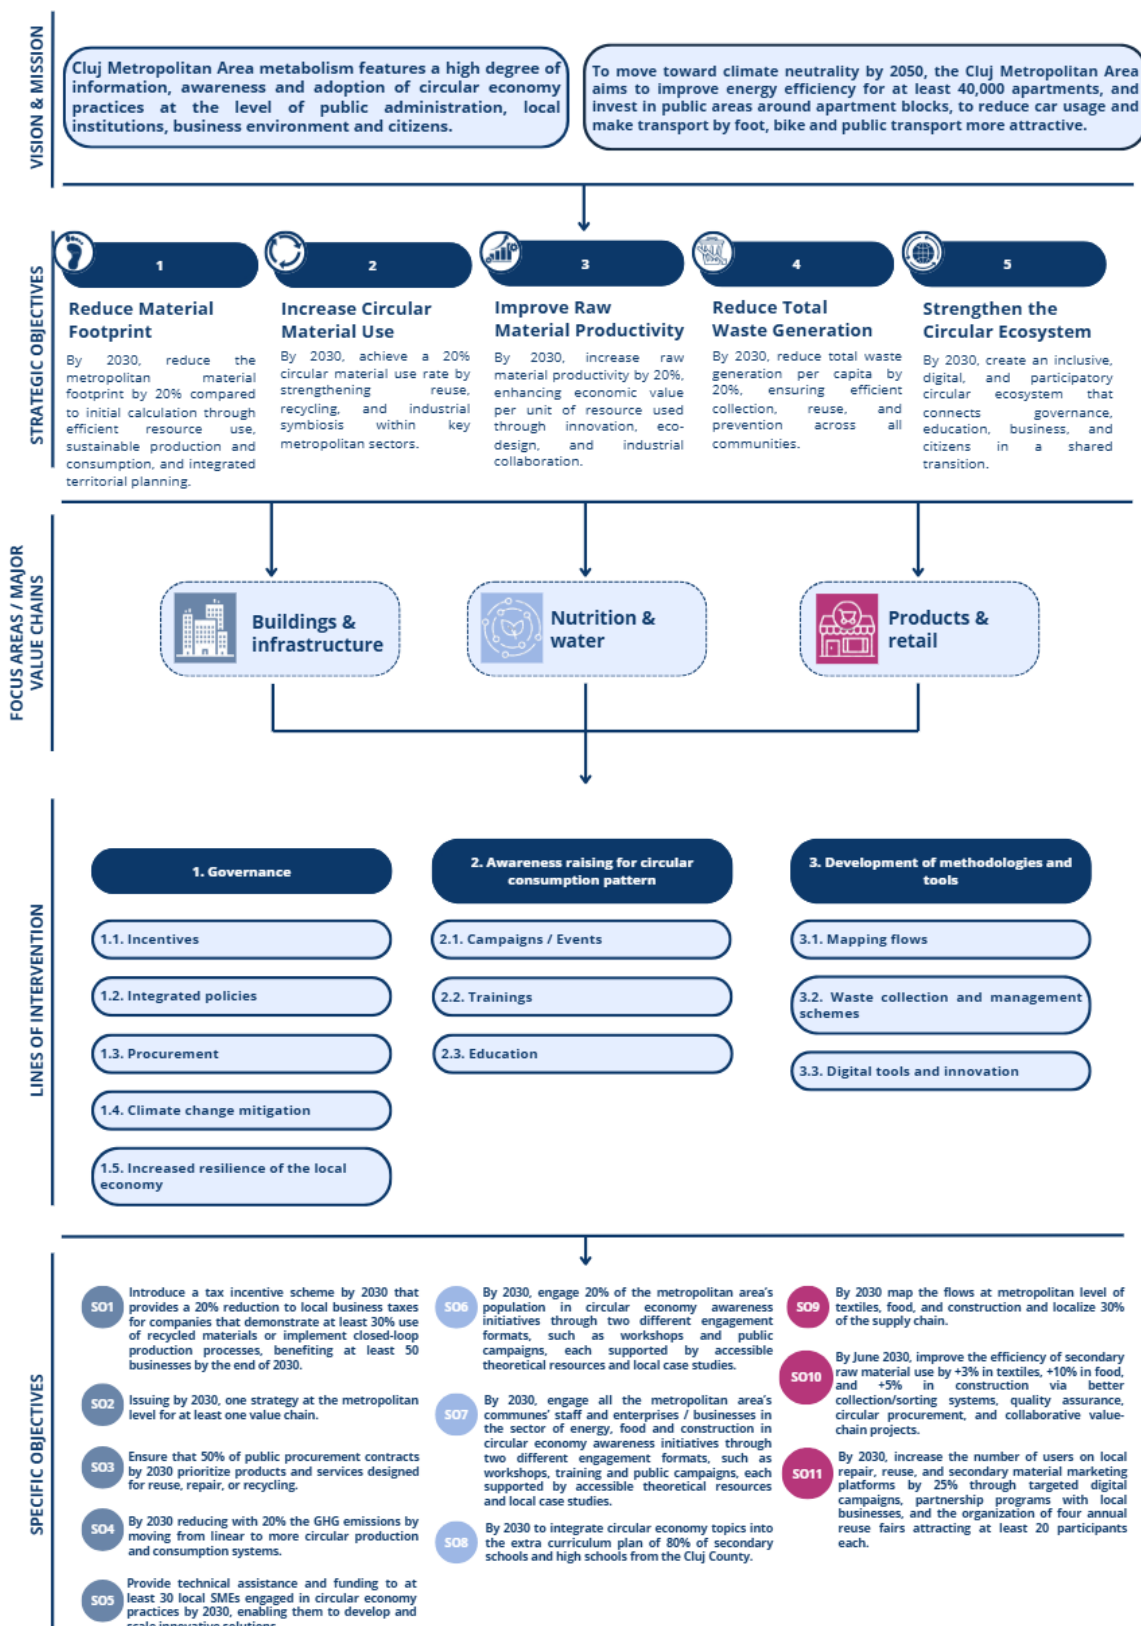 VISION & MISSION
Cluj Metropolitan Area metabolism features a high degree of
information, awareness and adoption of circular economy
practices at the level of public administration, local
institutions, business environment and citizens.
To move toward climate neutrality by 2050, the Cluj Metropolitan Area
aims to improve energy efficiency for at least 40,000 apartments, and
invest in public areas around apartment blocks, to reduce car usage and
make transport by foot, bike and public transport more attractive.
STRATEGIC OBJECTIVES
1
Reduce Material
Footprint
By 2030, reduce the
metropolitan material
footprint by 20% compared
to initial calculation through
efficient resource use,
sustainable production and
consumption, and integrated
territorial planning.
2
Increase Circular
Material Use
By 2030, achieve a 20%
circular material use rate by
strengthening reuse,
recycling, and industrial
symbiosis within key
metropolitan sectors.
3
Improve Raw
Material Productivity
By 2030, increase raw
material productivity by 20%,
enhancing economic value
per unit of resource used
through innovation, eco-
design, and industrial
collaboration.
4
Reduce Total
Waste Generation
By 2030, reduce total waste
generation per capita by
20%, ensuring efficient
collection, reuse, and
prevention across all
communities.
5
Strengthen the
Circular Ecosystem
By 2030, create an inclusive,
digital, and participatory
circular ecosystem that
connects governance,
education, business, and
citizens in a shared
transition.
FOCUS AREAS / MAJOR
VALUE CHAINS
Buildings &
infrastructure
Nutrition &
water
Products &
retail
LINES OF INTERVENTION
1. Governance
1.1. Incentives
1.2. Integrated policies
1.3. Procurement
1.4. Climate change mitigation
1.5. Increased resilience of the local
economy
2. Awareness raising for circular
consumption pattern
2.1. Campaigns / Events
2.2. Trainings
2.3. Education
3. Development of methodologies and
tools
3.1. Mapping flows
3.2. Waste collection and management
schemes
3.3. Digital tools and innovation
SPECIFIC OBJECTIVES
SO1
Introduce a tax incentive scheme by 2030 that
provides a 20% reduction to local business taxes
for companies that demonstrate at least 30% use
of recycled materials or implement closed-loop
production processes, benefiting at least 50
businesses by the end of 2030.
SO2
Issuing by 2030, one strategy at the metropolitan
level for at least one value chain.
SO3
Ensure that 50% of public procurement contracts
by 2030 prioritize products and services designed
for reuse, repair, or recycling.
SO4
By 2030 reducing with 20% the GHG emissions by
moving from linear to more circular production
and consumption systems.
SO5
Provide technical assistance and funding to at
least 30 local SMEs engaged in circular economy
practices by 2030, enabling them to develop and
scale innovative solutions.
SO6
By 2030, engage 20% of the metropolitan area's
population in circular economy awareness
initiatives through two different engagement
formats, such as workshops and public
campaigns, each supported by accessible
theoretical resources and local case studies.
SO7
By 2030, engage all the metropolitan area's
communes' staff and enterprises / businesses in
the sector of energy, food and construction in
circular economy awareness initiatives through
two different engagement formats, such as
workshops, training and public campaigns, each
supported by accessible theoretical resources
and local case studies.
SO8
By 2030 to integrate circular economy topics into
the extra curriculum plan of 80% of secondary
schools and high schools from the Cluj County.
SO9
By 2030 map the flows at metropolitan level of
textiles, food, and construction and localize 30%
of the supply chain.
SO10
By June 2030, improve the efficiency of secondary
raw material use by +3% in textiles, +10% in food,
and +5% in construction via better
collection/sorting systems, quality assurance,
circular procurement, and collaborative value-
chain projects.
SO11
By 2030, increase the number of users on local
repair, reuse, and secondary material marketing
platforms by 25% through targeted digital
campaigns, partnership programs with local
businesses, and the organization of four annual
reuse fairs attracting at least 20 participants
each.